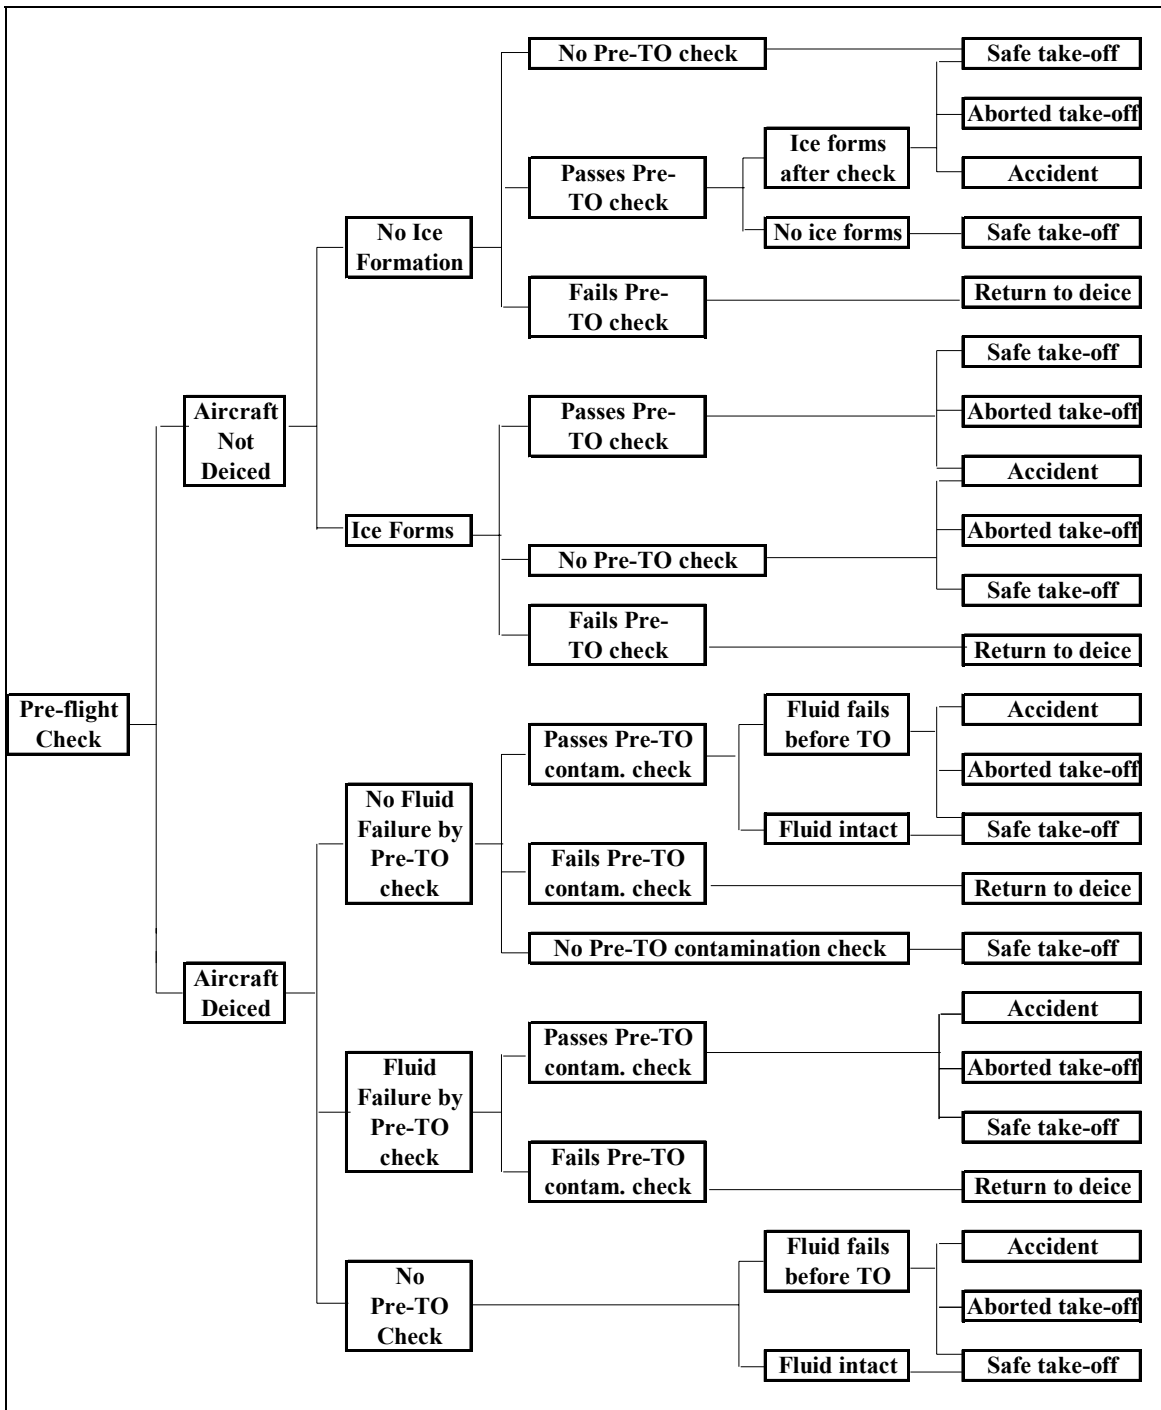 No Pre-TO check
Safe take-off
Aborted take-off
Ice forms
after check
Passes Pre-
TO check
Accident
No Ice
Formation
No ice forms
Safe take-off
Fails Pre-
TO check
Return to deice
Safe take-off
Aircraft
Not
Deiced
Passes Pre-
TO check
Aborted take-off
Accident
Ice Forms
Aborted take-off
No Pre-TO check
Safe take-off
Fails Pre-
TO check
Return to deice
Pre-flight
Check
Fluid fails
before TO
Accident
Passes Pre-TO
contam. check
Aborted take-off
No Fluid
Failure by
Pre-TO
check
Fluid intact
Safe take-off
Fails Pre-TO
contam. check
Return to deice
No Pre-TO contamination check
Safe take-off
Aircraft
Deiced
Accident
Passes Pre-TO
contam. check
Aborted take-off
Fluid
Failure by
Pre-TO
check
Safe take-off
Fails Pre-TO
contam. check
Return to deice
Fluid fails
before TO
Accident
No
Pre-TO
Check
Aborted take-off
Fluid intact
Safe take-off